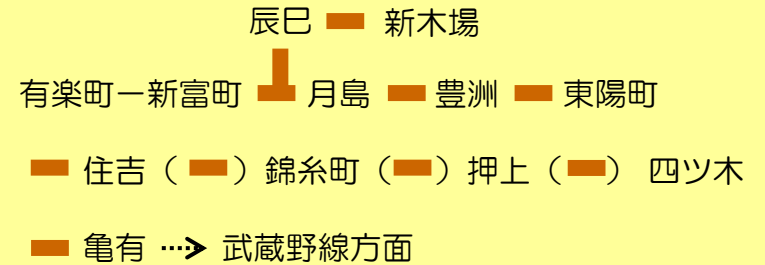 辰巳 ━ 新木場
有楽町ー新富町 ┻ 月島 ━ 豊洲 ━ 東陽町
━ 住吉（ ━）錦糸町（━）押上（━） 四ツ木
━ 亀有 …> 武蔵野線方面